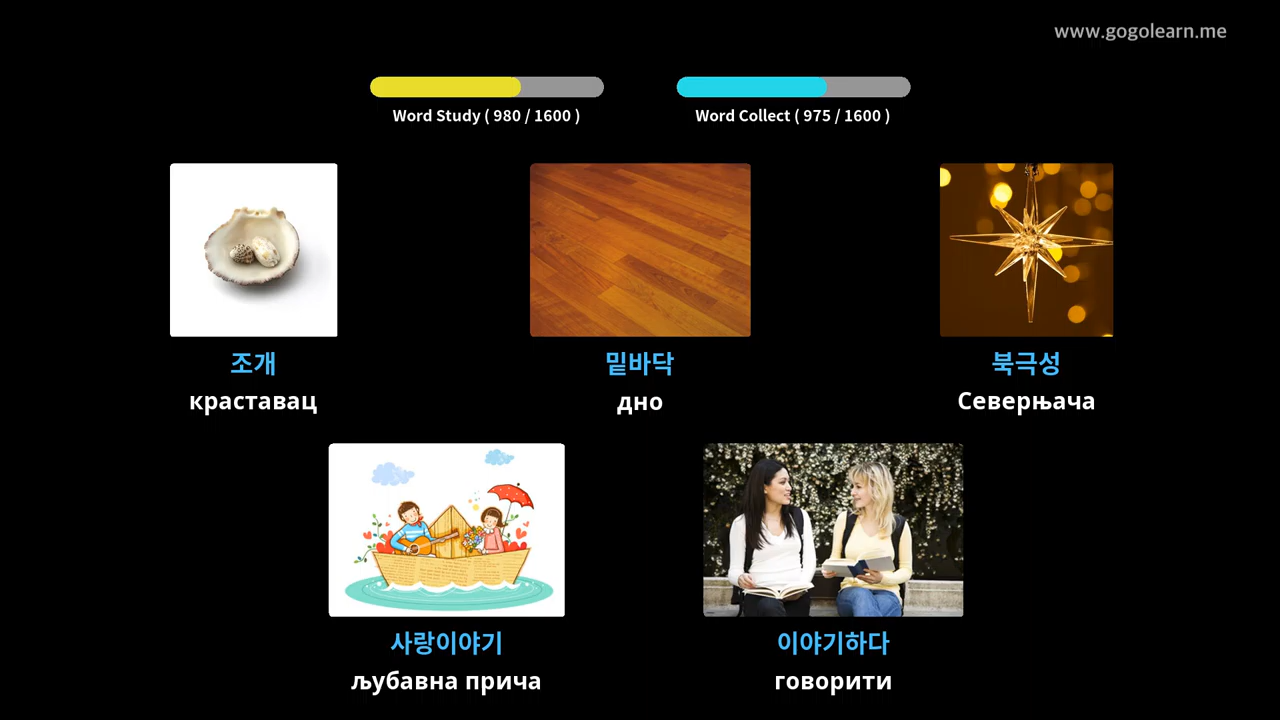 www.gogolearn.me
Word Study ( 980 / 1600 )
Word Collect ( 975 / 1600 )
조개
краставац
밑바닥
дно
북극성
Северњача
사랑이야기
љубавна прича
이야기하다
говорити